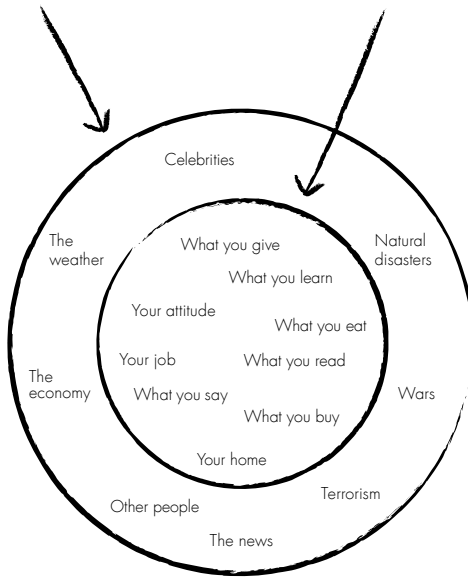 Celebrities
The
weather
Natural
disasters
What you give
What you learn
Your attitude
What you eat
Your job
What you read
The
economy
What you say
Wars
What you buy
Your home
Terrorism
Other people
The news